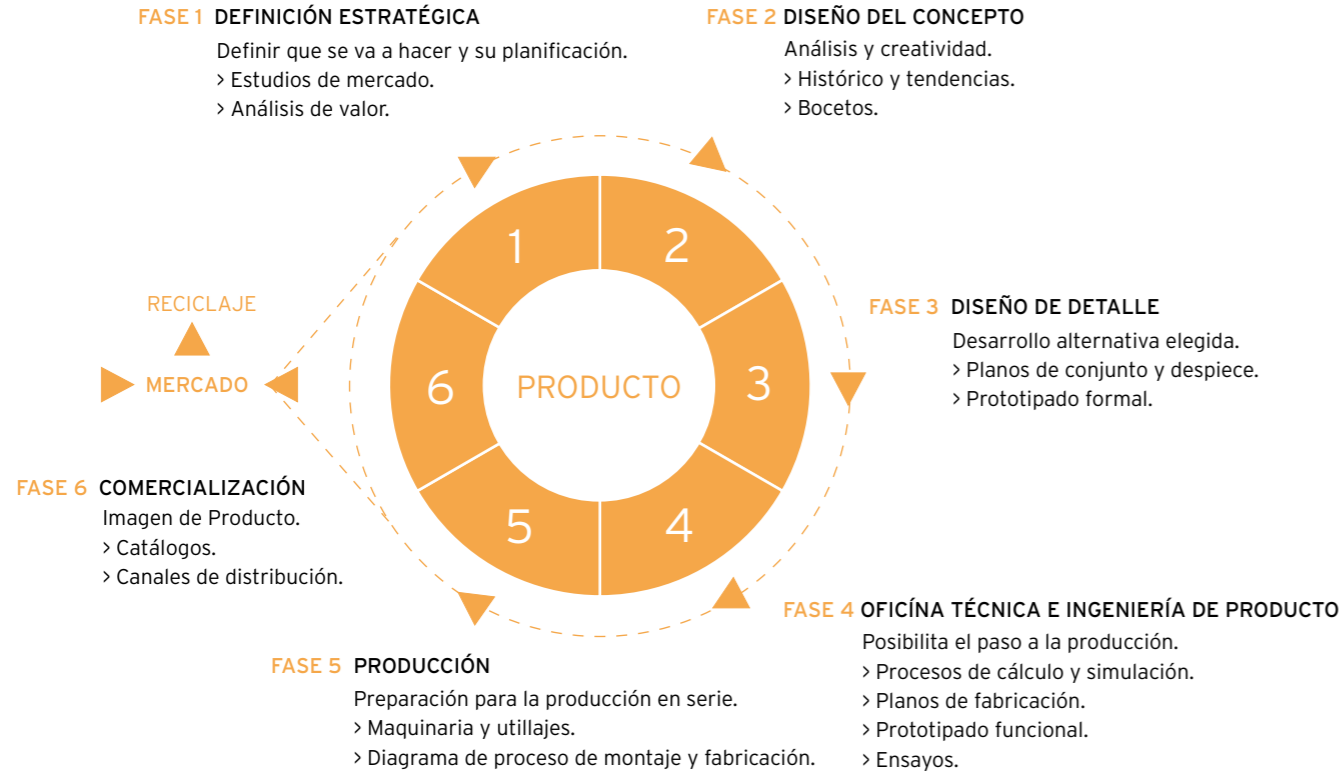 FASE 1 DEFINICIÓN ESTRATÉGICA
Definir que se va a hacer y su planificación.
> Estudios de mercado.
> Análisis de valor.
FASE 2 DISEÑO DEL CONCEPTO
Análisis y creatividad.
> Histórico y tendencias.
> Bocetos.
1
2
3
4
5
6
PRODUCTO
RECICLAJE
MERCADO
FASE 3 DISEÑO DE DETALLE
Desarrollo alternativa elegida.
> Planos de conjunto y despiece.
> Prototipado formal.
FASE 6 COMERCIALIZACIÓN
Imagen de Producto.
> Catálogos.
> Canales de distribución.
FASE 4 OFICÍNA TÉCNICA E INGENIERÍA DE PRODUCTO
Posibilita el paso a la producción.
> Procesos de cálculo y simulación.
> Planos de fabricación.
> Prototipado funcional.
> Ensayos.
FASE 5 PRODUCCIÓN
Preparación para la producción en serie.
> Maquinaria y utillajes.
> Diagrama de proceso de montaje y fabricación.